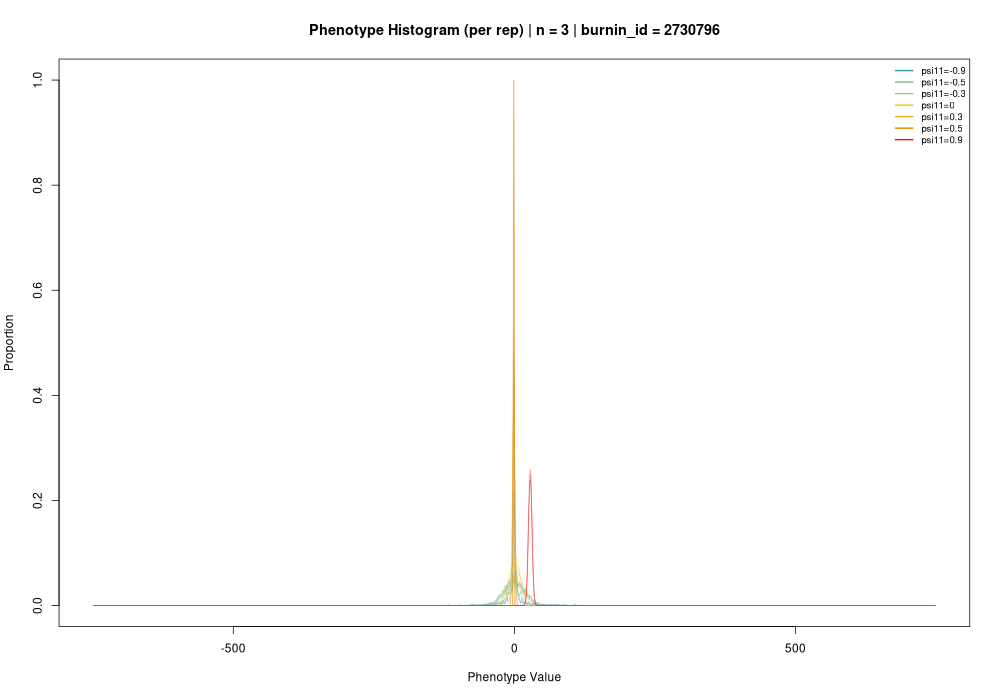 Phenotype Histogram (per rep) | n = 3 | burnin_id = 2730796
psi11=-0.9
psi11=-0.5
psi11=-0.3
psi11=0
psi11=0.3
psi11=0.5
psi11=0.9
1.0
0.8
0.6
0.4
0.2
0.0
Proportion
-500
0
500
Phenotype Value